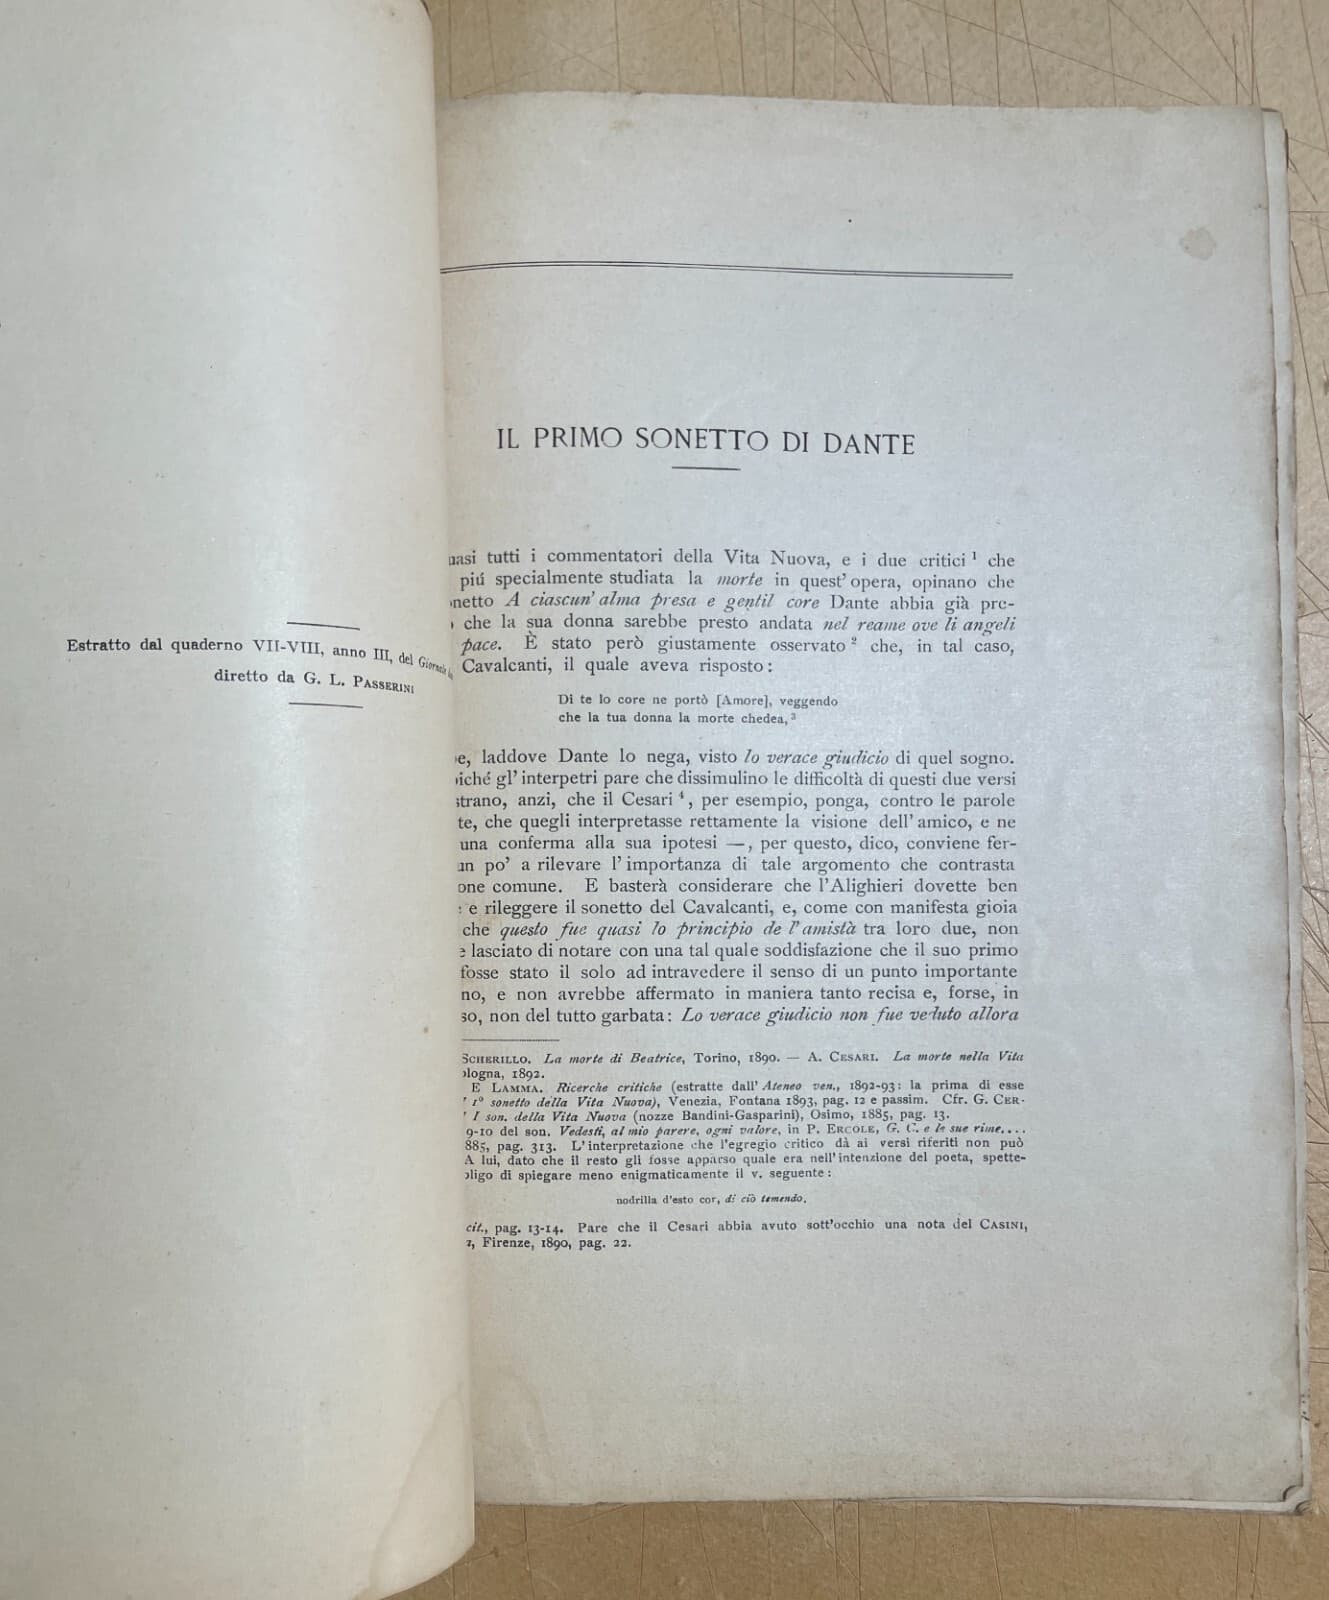 Estratto dal quaderno VII-VIII, anno III, del Giornale
diretto da G. L. PASSERINI
IL PRIMO SONETTO DI DANTE
uasi tutti i commentatori della Vita Nuova, e i due critici¹ che
piú specialmente studiata la morte in quest' opera, opinano che
netto A ciascun' alma presa e gentil core Dante abbia già pre-
che la sua donna sarebbe presto andata nel reame ove li angeli
pace. È stato però giustamente osservato² che, in tal caso,
Cavalcanti, il quale aveva risposto:
Di te lo core ne portò [Amore], veggendo
che la tua donna la morte chedea,³
e, laddove Dante lo nega, visto lo verace giudicio di quel sogno.
iché gl' interpetri pare che dissimulino le difficoltà di questi due versi
strano, anzi, che il Cesari⁴, per esempio, ponga, contro le parole
te, che quegli interpretasse rettamente la visione dell' amico, e ne
una conferma alla sua ipotesi —, per questo, dico, conviene fer-
un po' a rilevare l' importanza di tale argomento che contrasta
one comune. E basterà considerare che l'Alighieri dovette ben
e rileggere il sonetto del Cavalcanti, e, come con manifesta gioia
che questo fue quasi lo principio de l' amistà tra loro due, non
e lasciato di notare con una tal quale soddisfazione che il suo primo
fosse stato il solo ad intravedere il senso di un punto importante
no, e non avrebbe affermato in maniera tanto recisa e, forse, in
so, non del tutto garbata: Lo verace giudicio non fue veduto allora
SCHERILLO. La morte di Beatrice, Torino, 1890. — A. CESARI. La morte nella Vita
ologna, 1892.
E LAMMA. Ricerche critiche (estratte dall' Ateneo ven., 1892-93: la prima di esse
1º sonetto della Vita Nuova), Venezia, Fontana 1893, pag. 12 e passim. Cfr. G. CER-
I son. della Vita Nuova (nozze Bandini-Gasparini), Osimo, 1885, pag. 13.
9-10 del son. Vedesti, al mio parere, ogni valore, in P. ERCOLE, G. C. e le sue rime....
885, pag. 313. L' interpretazione che l'egregio critico dà ai versi riferiti non può
A lui, dato che il resto gli fosse apparso quale era nell' intenzione del poeta, spette-
bligo di spiegare meno enigmaticamente il v. seguente:
nodrilla d'esto cor, di ciò temendo.
cit., pag. 13-14. Pare che il Cesari abbia avuto sott'occhio una nota del CASINI,
Firenze, 1890, pag. 22.